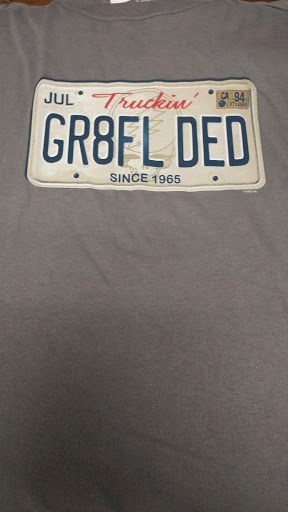 JUL Truckin' CA 94
GR8FL DED
SINCE 1965